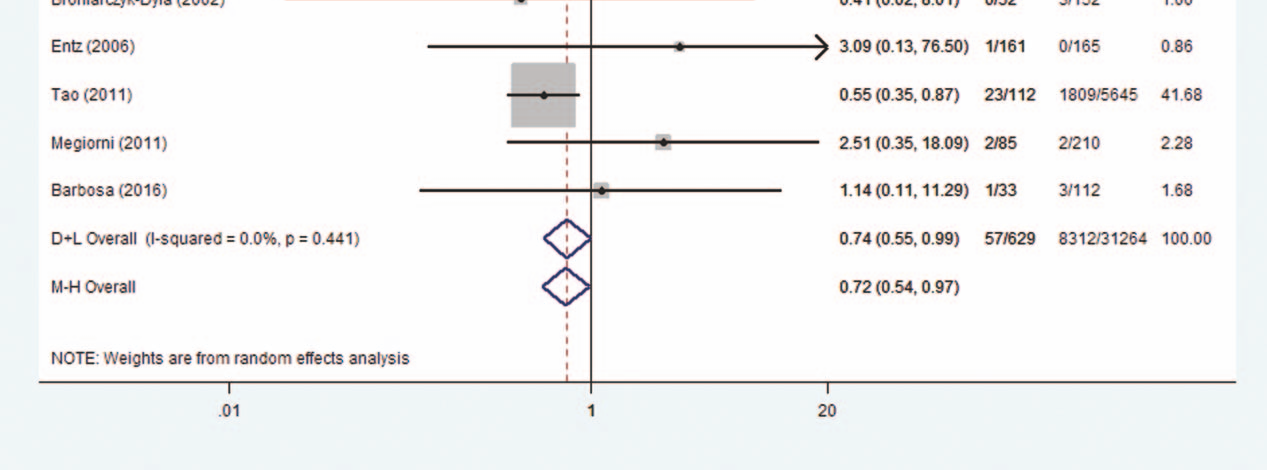 Entz (2006) 3.09 (0.13, 76.50) 1/161 0/165 0.86
Tao (2011) 0.55 (0.35, 0.87) 23/112 1809/5645 41.68
Megiorni (2011) 2.51 (0.35, 18.09) 2/85 2/210 2.28
Barbosa (2016) 1.14 (0.11, 11.29) 1/33 3/112 1.68
D+L Overall (I-squared = 0.0%, p = 0.441) 0.74 (0.55, 0.99) 57/629 8312/31264 100.00
M-H Overall 0.72 (0.54, 0.97)
NOTE: Weights are from random effects analysis
.01 1 20